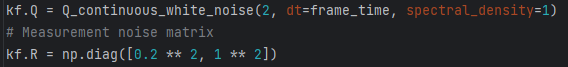 kf.Q = Q_continuous_white_noise(2, dt=frame_time, spectral_density=1)
# Measurement noise matrix
kf.R = np.diag([0.2 ** 2, 1 ** 2])